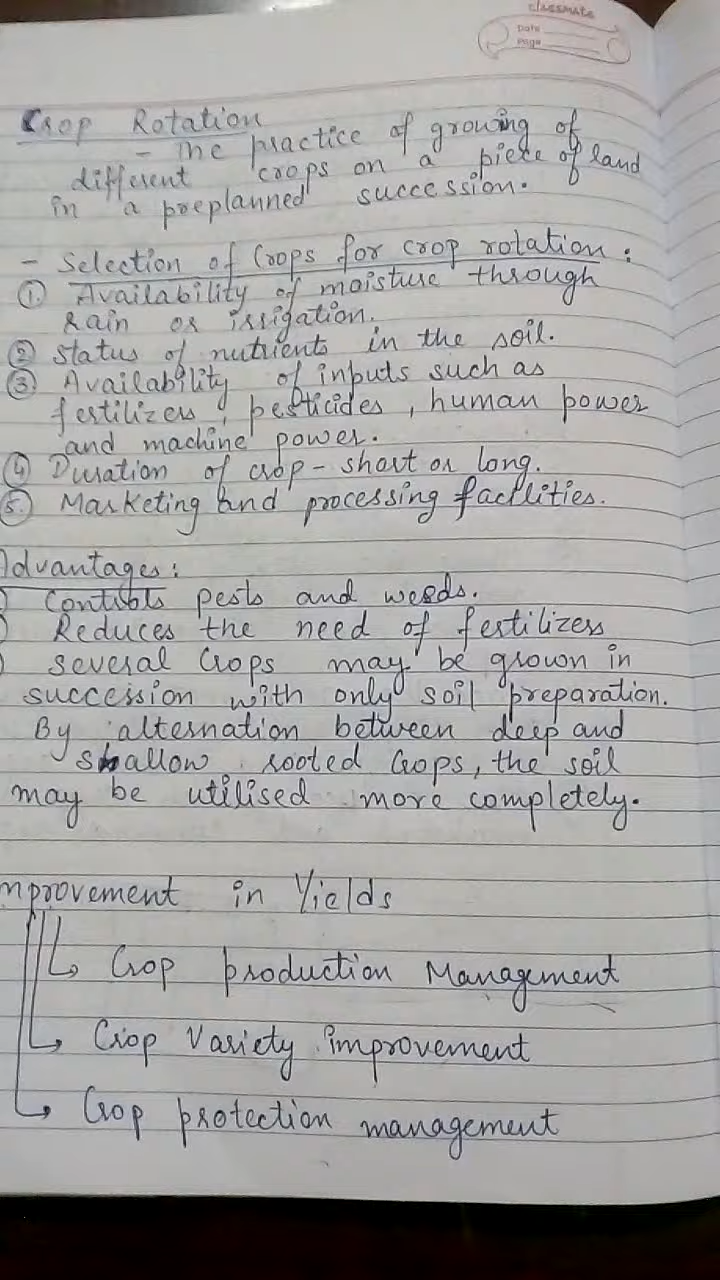 classmate
Date
Page
Crop Rotation
- The practice of growing of
different crops on a piece of land
in a preplanned succession.
- Selection of Crops for crop rotation :
① Availability of moisture through
Rain or irrigation.
② Status of nutrients in the soil.
③ Availability of inputs such as
fertilizers, pesticides, human power
and machine power.
④ Duration of crop - short or long.
⑤ Marketing and processing facilities.
Advantages :
Controls pests and weeds.
Reduces the need of fertilizers
several Crops may be grown in
succession with only soil preparation.
By alternation between deep and
shallow rooted Crops, the soil
may be utilised more completely.
mprovement in Yields
↳ Crop production Management
↳ Crop Variety improvement
↳ Crop protection management